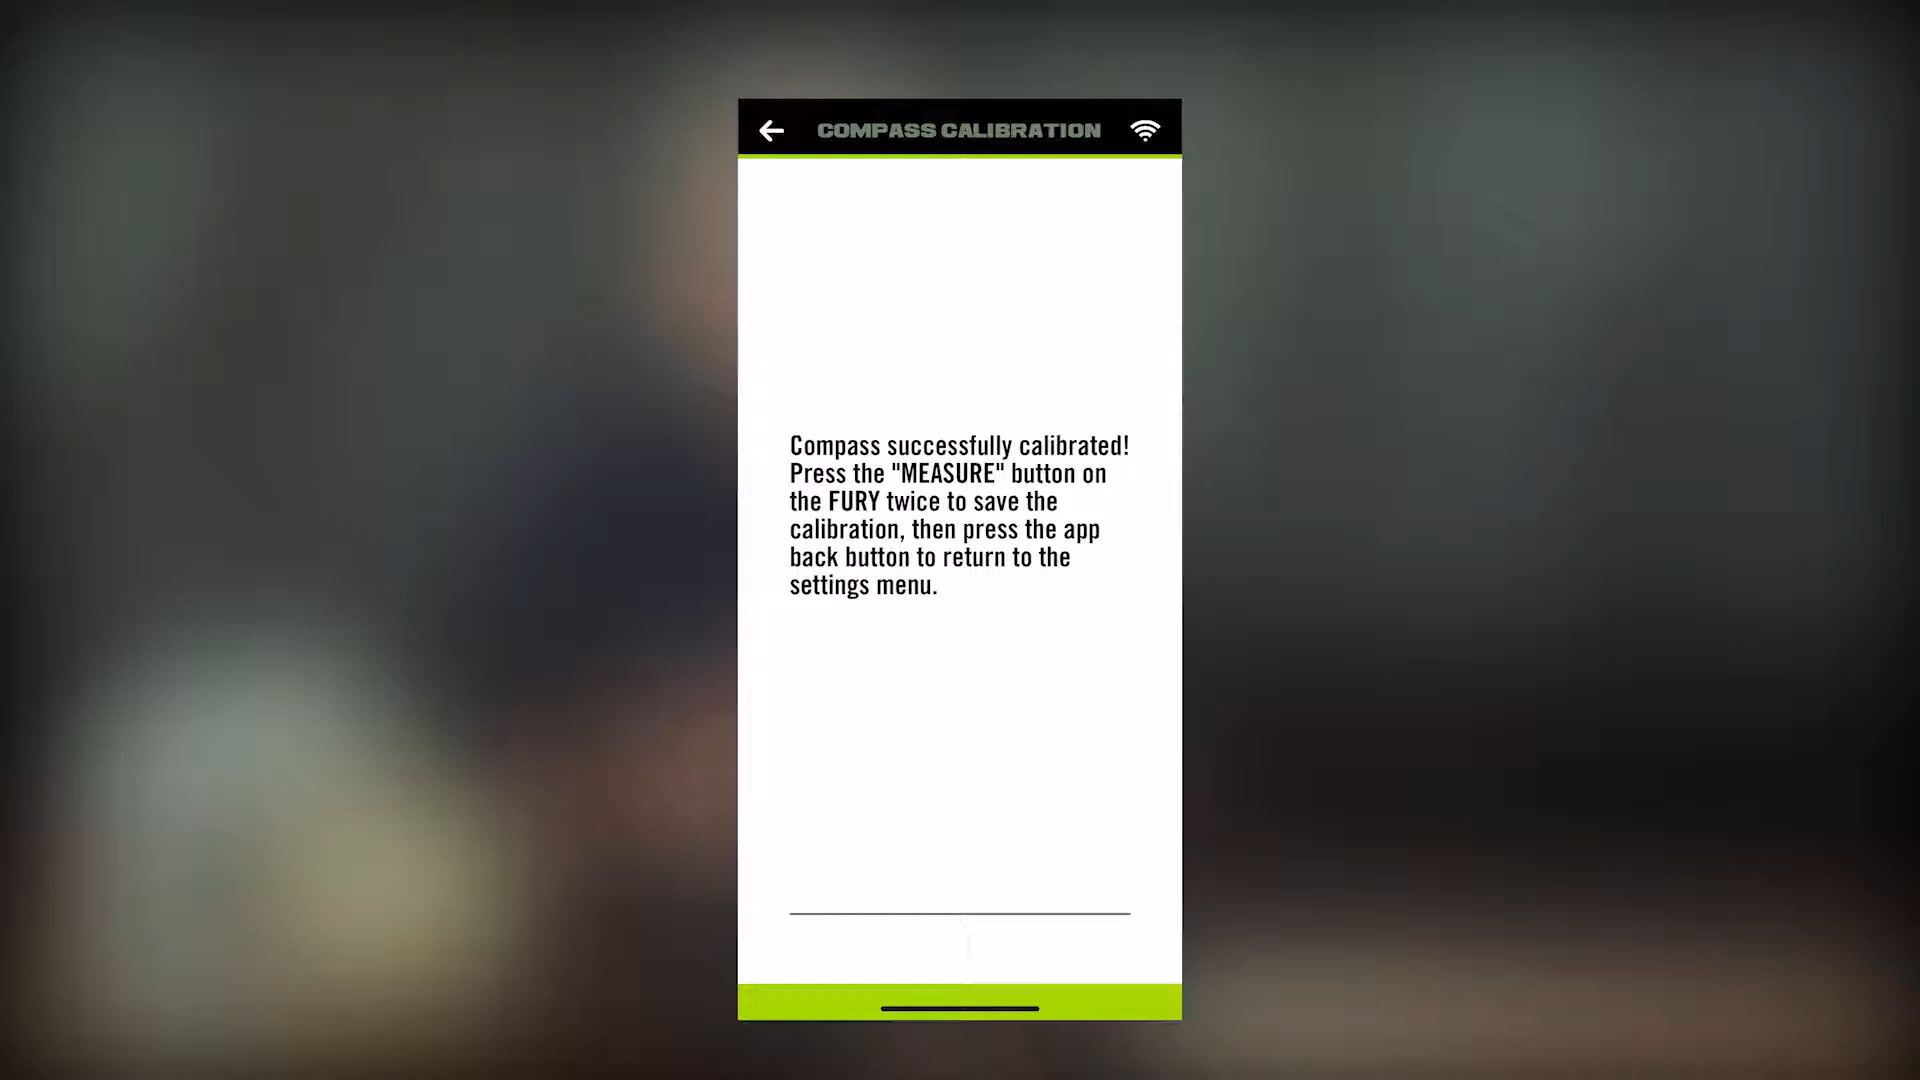 COMPASS CALIBRATION
Compass successfully calibrated!
Press the "MEASURE" button on
the FURY twice to save the
calibration, then press the app
back button to return to the
settings menu.